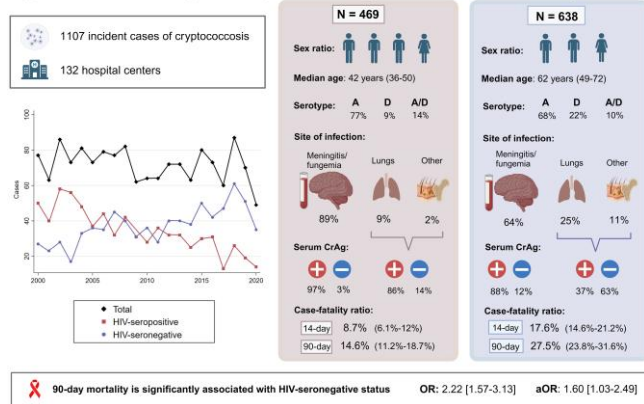 1107 incident cases of cryptococcosis
132 hospital centers
Cases
100
80
60
40
20
2000
2005
2010
2015
2020
Total
HIV-seropositive
HIV-seronegative
N = 469
Sex ratio:
Median age: 42 years (36-50)
Serotype: A D A/D
77% 9% 14%
Site of infection:
Meningitis/ fungemia Lungs Other
89% 9% 2%
Serum CrAg:
+ − + −
97% 3% 86% 14%
Case-fatality ratio:
14-day 8.7% (6.1%-12%)
90-day 14.6% (11.2%-18.7%)
N = 638
Sex ratio:
Median age: 62 years (49-72)
Serotype: A D A/D
68% 22% 10%
Site of infection:
Meningitis/ fungemia Lungs Other
64% 25% 11%
Serum CrAg:
+ − + −
88% 12% 37% 63%
Case-fatality ratio:
14-day 17.6% (14.6%-21.2%)
90-day 27.5% (23.8%-31.6%)
90-day mortality is significantly associated with HIV-seronegative status OR: 2.22 [1.57-3.13] aOR: 1.60 [1.03-2.49]